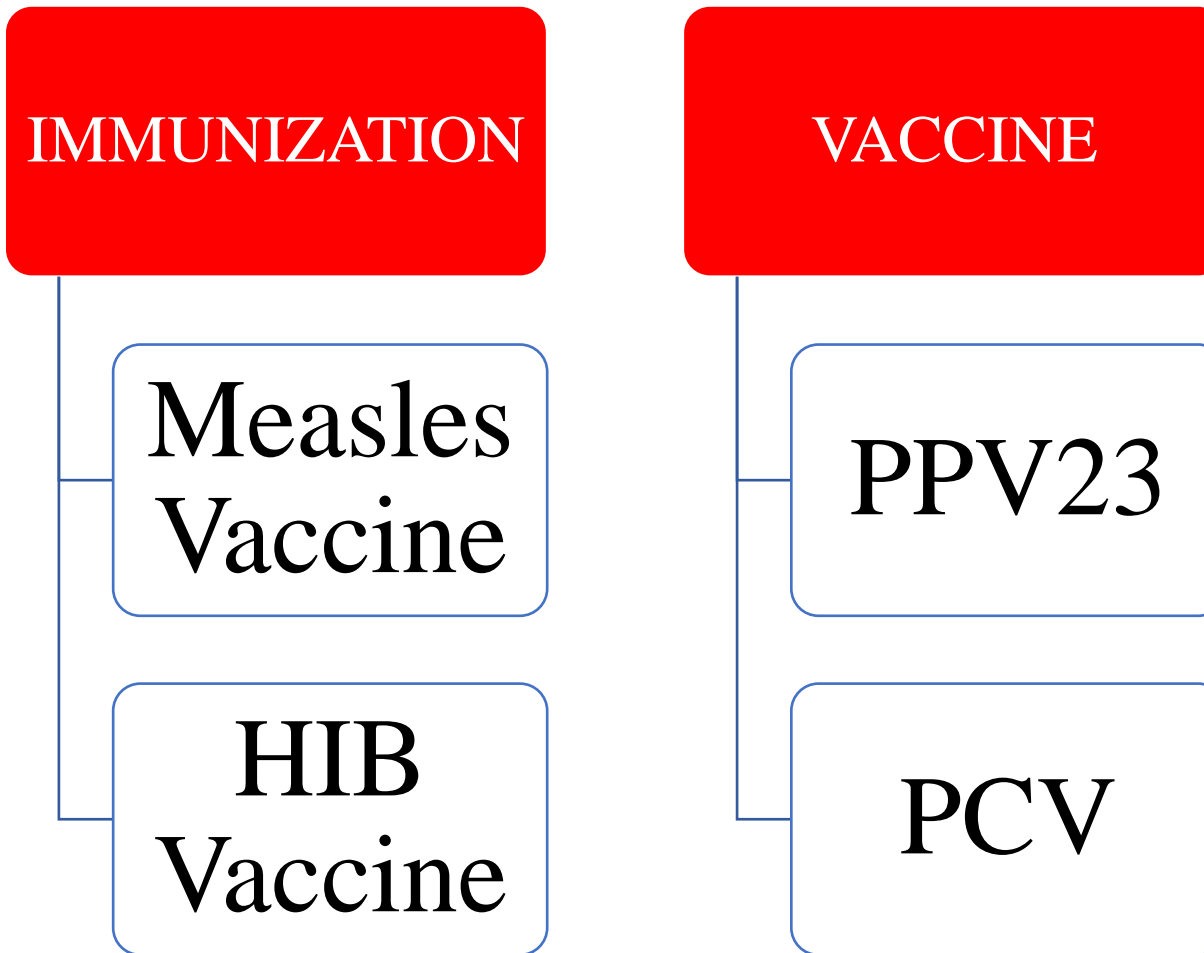 IMMUNIZATION
Measles
Vaccine
HIB
Vaccine
VACCINE
PPV23
PCV